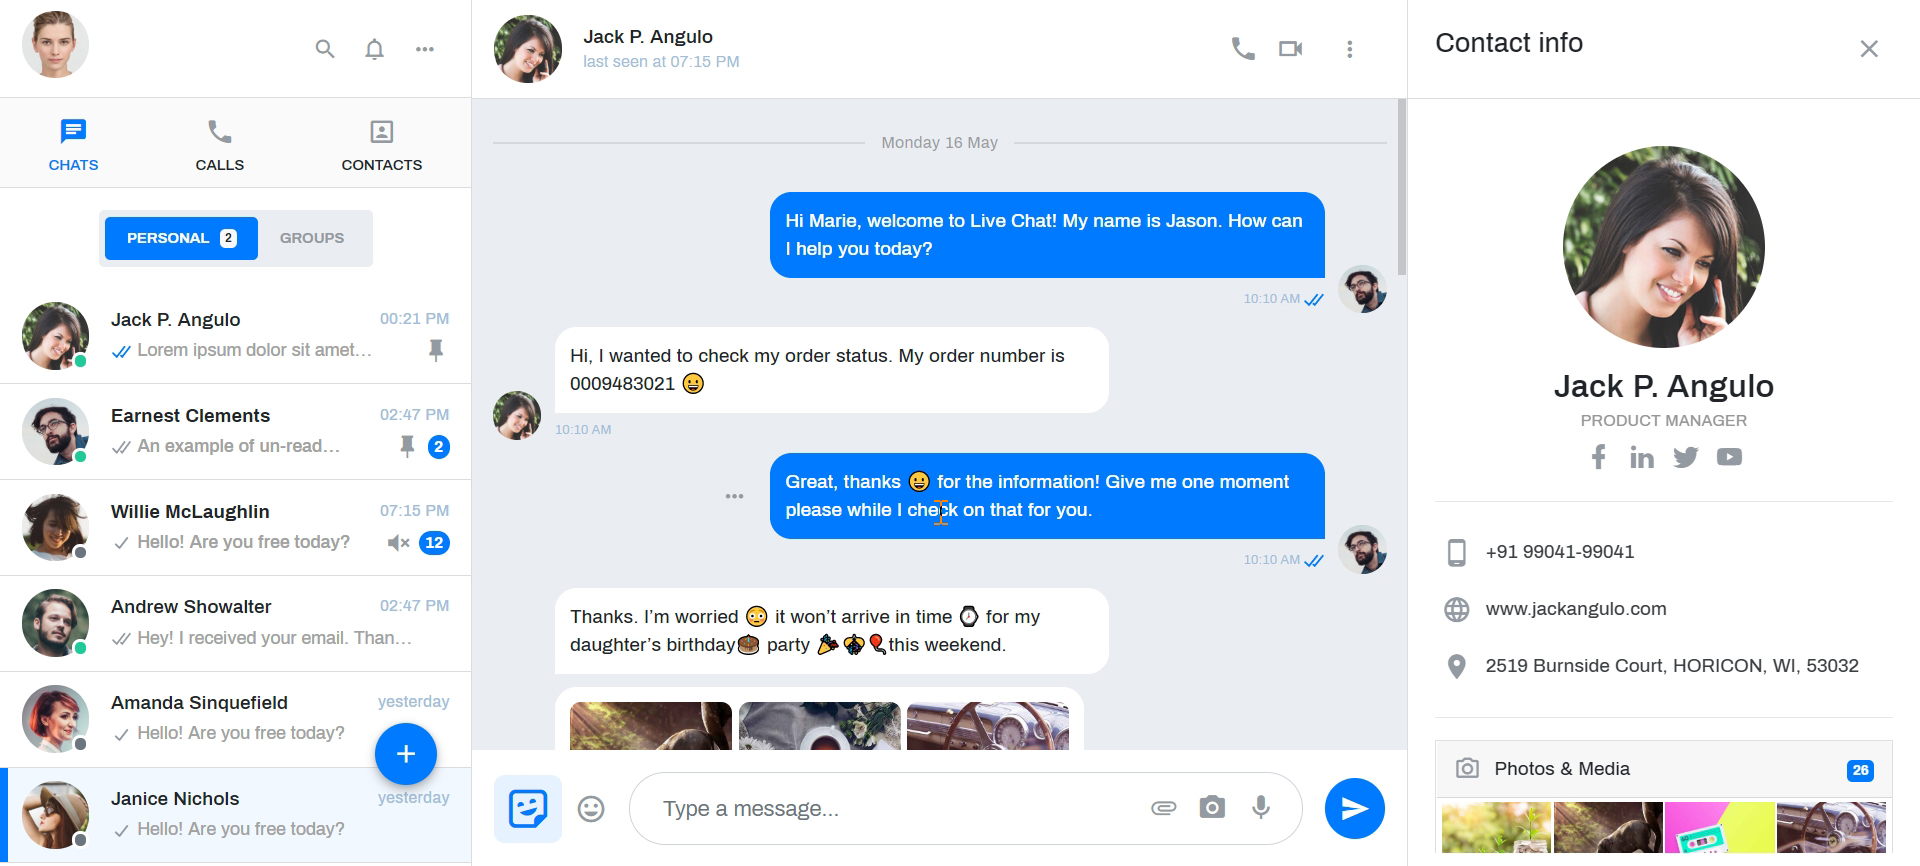 CHATS
CALLS
CONTACTS
PERSONAL 2
GROUPS
Jack P. Angulo
00:21 PM
Lorem ipsum dolor sit amet...
Earnest Clements
02:47 PM
An example of un-read...
2
Willie McLaughlin
07:15 PM
Hello! Are you free today?
12
Andrew Showalter
02:47 PM
Hey! I received your email. Than...
Amanda Sinquefield
yesterday
Hello! Are you free today?
Janice Nichols
yesterday
Hello! Are you free today?
Jack P. Angulo
last seen at 07:15 PM
Monday 16 May
Hi Marie, welcome to Live Chat! My name is Jason. How can
I help you today?
10:10 AM
Hi, I wanted to check my order status. My order number is
0009483021 😀
10:10 AM
Great, thanks 😀 for the information! Give me one moment
please while I check on that for you.
10:10 AM
Thanks. I’m worried 😳 it won’t arrive in time ⌚ for my
daughter’s birthday🎂 party 🎉🎊🎈this weekend.
Type a message...
Contact info
Jack P. Angulo
PRODUCT MANAGER
+91 99041-99041
www.jackangulo.com
2519 Burnside Court, HORICON, WI, 53032
Photos & Media
26